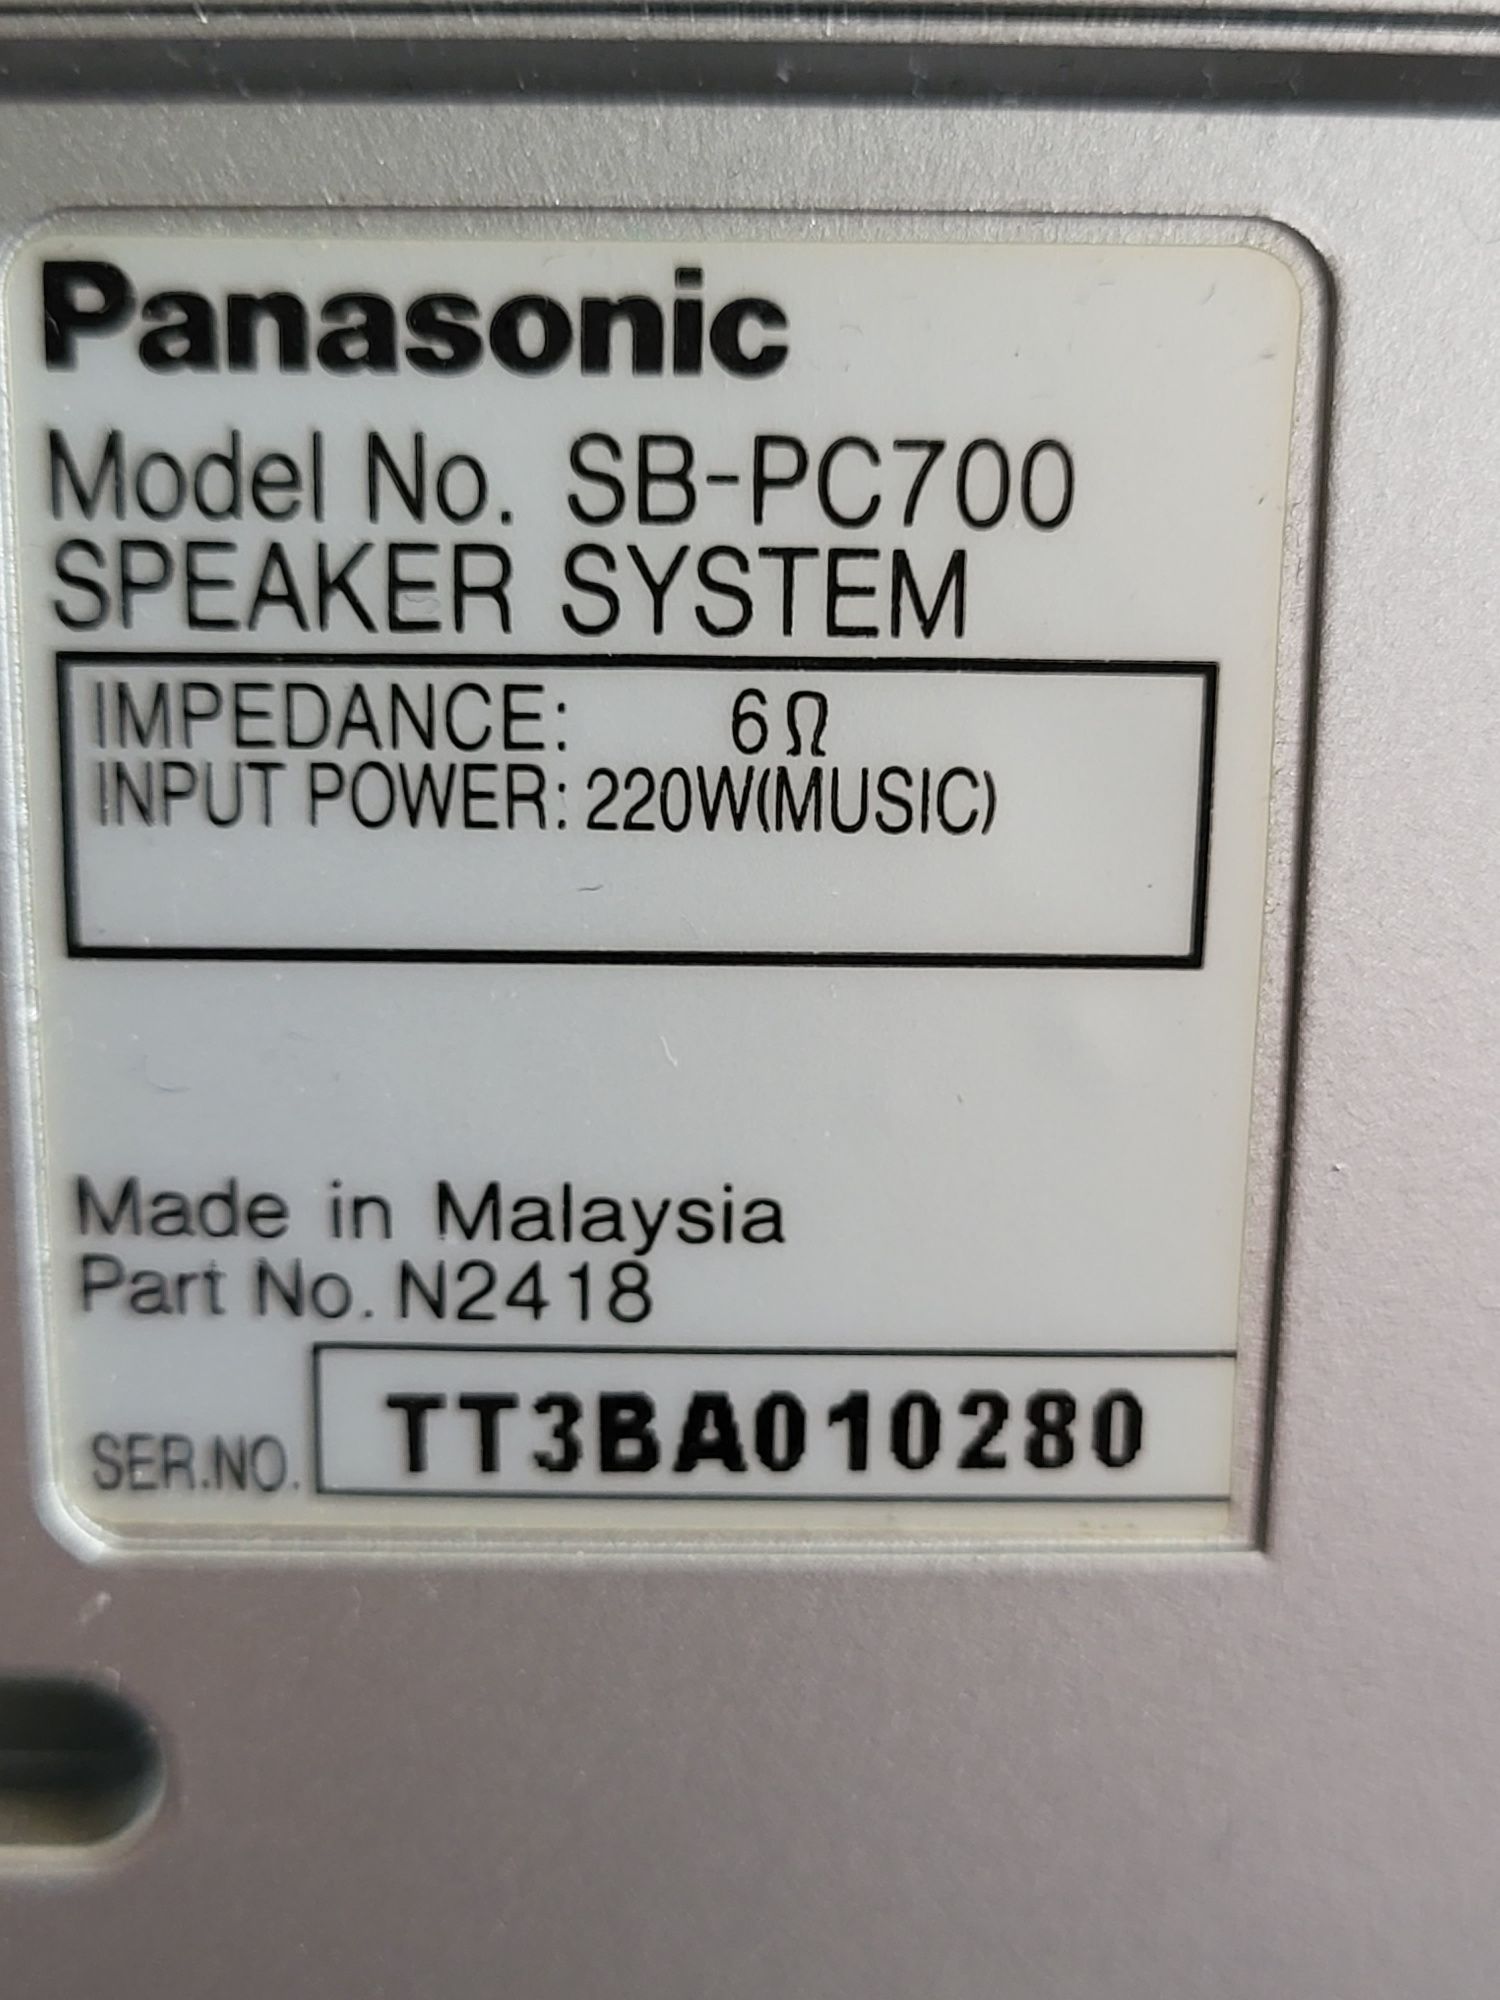 Panasonic
Model No. SB-PC700
SPEAKER SYSTEM
IMPEDANCE: 6Ω
INPUT POWER: 220W(MUSIC)
Made in Malaysia
Part No. N2418
SER.NO. TT3BA010280